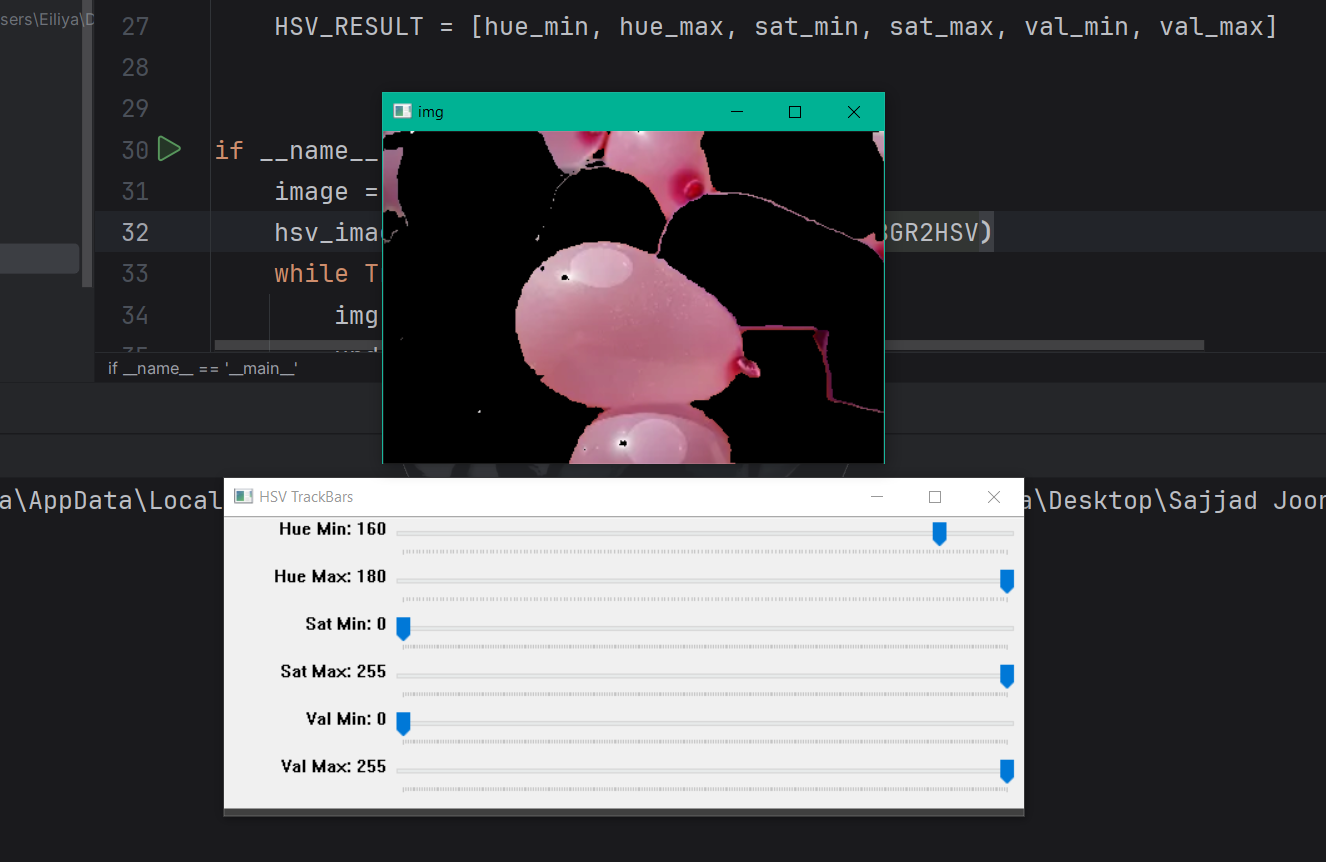 sers\Eiliya\D
27 HSV_RESULT = [hue_min, hue_max, sat_min, sat_max, val_min, val_max]
28
29
img
30 if __name__
31 image =
32 hsv_ima BGR2HSV)
33 while T
34 img
35
if __name__ == '__main__'
a\AppData\Local a\Desktop\Sajjad Joon
HSV TrackBars
Hue Min: 160
Hue Max: 180
Sat Min: 0
Sat Max: 255
Val Min: 0
Val Max: 255